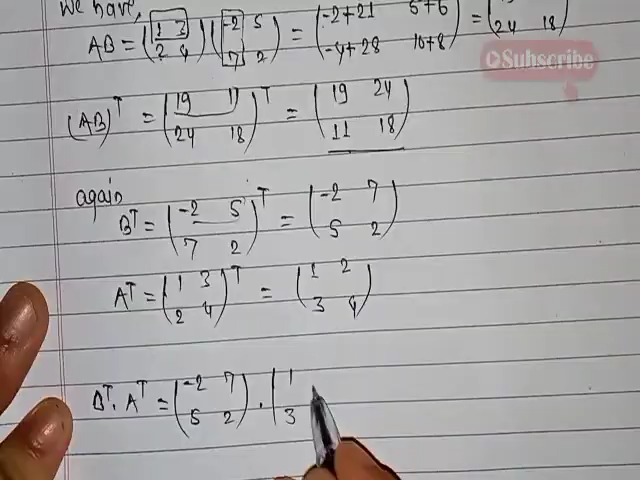 We have,
AB = (1 3 2 4) (-2 5 7 2) = (-2+21 5+6 -4+28 10+8) = 24 18)
Subscribe
(AB)ᵀ = (19 11 24 18)ᵀ = (19 24 11 18)
again
Bᵀ = (-2 5 7 2)ᵀ = (-2 7 5 2)
Aᵀ = (1 3 2 4)ᵀ = (1 2 3 4)
Bᵀ. Aᵀ = (-2 7 5 2) . (1 3